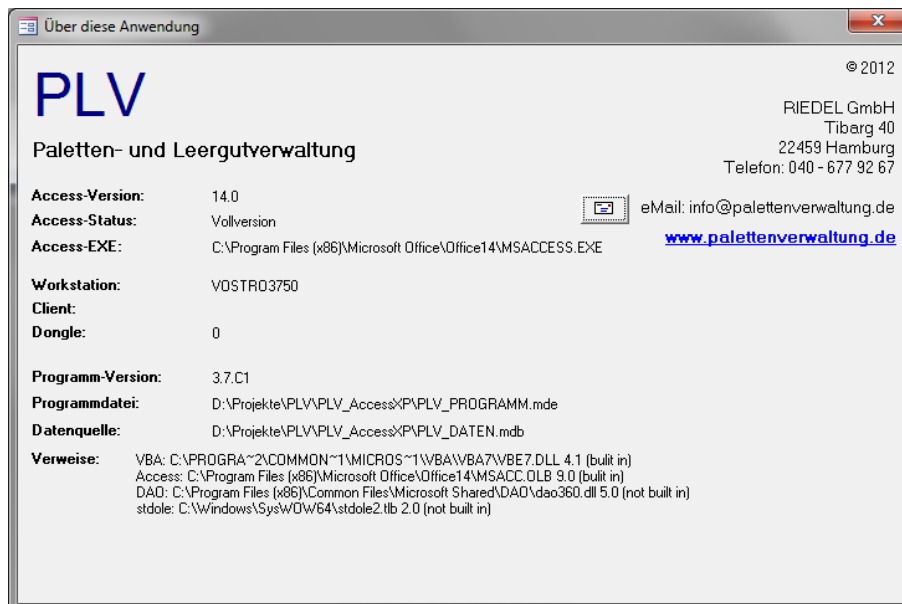 Über diese Anwendung
© 2012
PLV
RIEDEL GmbH
Tibarg 40
22459 Hamburg
Telefon: 040 - 677 92 67
Paletten- und Leergutverwaltung
Access-Version: 14.0
eMail: info@palettenverwaltung.de
Access-Status: Vollversion
www.palettenverwaltung.de
Access-EXE: C:\Program Files (x86)\Microsoft Office\Office14\MSACCESS.EXE
Workstation: VOSTRO3750
Client:
Dongle: 0
Programm-Version: 3.7.C1
Programmdatei: D:\Projekte\PLV\PLV_AccessXP\PLV_PROGRAMM.mde
Datenquelle: D:\Projekte\PLV\PLV_AccessXP\PLV_DATEN.mdb
Verweise: VBA: C:\PROGRA~2\COMMON~1\MICROS~1\VBA\VBA7\VBE7.DLL 4.1 (bulit in)
Access: C:\Program Files (x86)\Microsoft Office\Office14\MSACC.OLB 9.0 (bulit in)
DAO: C:\Program Files (x86)\Common Files\Microsoft Shared\DAO\dao360.dll 5.0 (not built in)
stdole: C:\Windows\SysWOW64\stdole2.tlb 2.0 (not built in)